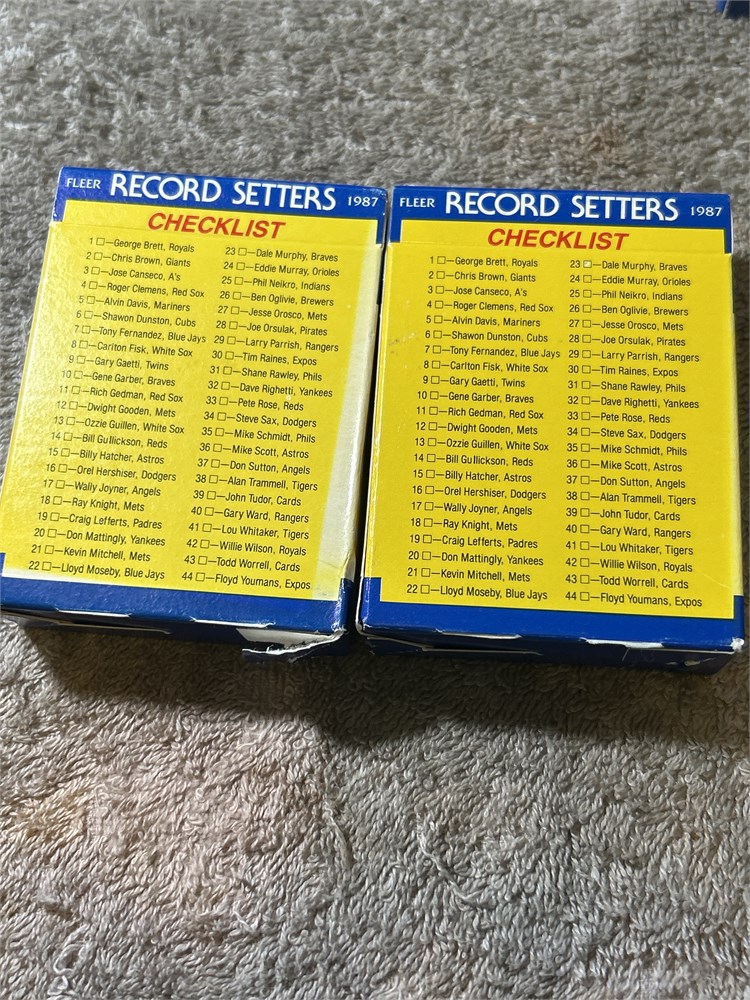 FLEER RECORD SETTERS 1987
CHECKLIST
1 □—George Brett, Royals
2 □—Chris Brown, Giants
3 □—Jose Canseco, A's
4 □—Roger Clemens, Red Sox
5 □—Alvin Davis, Mariners
6 □—Shawon Dunston, Cubs
7 □—Tony Fernandez, Blue Jays
8 □—Carlton Fisk, White Sox
9 □—Gary Gaetti, Twins
10 □—Gene Garber, Braves
11 □—Rich Gedman, Red Sox
12 □—Dwight Gooden, Mets
13 □—Ozzie Guillen, White Sox
14 □—Bill Gullickson, Reds
15 □—Billy Hatcher, Astros
16 □—Orel Hershiser, Dodgers
17 □—Wally Joyner, Angels
18 □—Ray Knight, Mets
19 □—Craig Lefferts, Padres
20 □—Don Mattingly, Yankees
21 □—Kevin Mitchell, Mets
22 □—Lloyd Moseby, Blue Jays
23 □—Dale Murphy, Braves
24 □—Eddie Murray, Orioles
25 □—Phil Neikro, Indians
26 □—Ben Oglivie, Brewers
27 □—Jesse Orosco, Mets
28 □—Joe Orsulak, Pirates
29 □—Larry Parrish, Rangers
30 □—Tim Raines, Expos
31 □—Shane Rawley, Phils
32 □—Dave Righetti, Yankees
33 □—Pete Rose, Reds
34 □—Steve Sax, Dodgers
35 □—Mike Schmidt, Phils
36 □—Mike Scott, Astros
37 □—Don Sutton, Angels
38 □—Alan Trammell, Tigers
39 □—John Tudor, Cards
40 □—Gary Ward, Rangers
41 □—Lou Whitaker, Tigers
42 □—Willie Wilson, Royals
43 □—Todd Worrell, Cards
44 □—Floyd Youmans, Expos
FLEER RECORD SETTERS 1987
CHECKLIST
1 □—George Brett, Royals
2 □—Chris Brown, Giants
3 □—Jose Canseco, A's
4 □—Roger Clemens, Red Sox
5 □—Alvin Davis, Mariners
6 □—Shawon Dunston, Cubs
7 □—Tony Fernandez, Blue Jays
8 □—Carlton Fisk, White Sox
9 □—Gary Gaetti, Twins
10 □—Gene Garber, Braves
11 □—Rich Gedman, Red Sox
12 □—Dwight Gooden, Mets
13 □—Ozzie Guillen, White Sox
14 □—Bill Gullickson, Reds
15 □—Billy Hatcher, Astros
16 □—Orel Hershiser, Dodgers
17 □—Wally Joyner, Angels
18 □—Ray Knight, Mets
19 □—Craig Lefferts, Padres
20 □—Don Mattingly, Yankees
21 □—Kevin Mitchell, Mets
22 □—Lloyd Moseby, Blue Jays
23 □—Dale Murphy, Braves
24 □—Eddie Murray, Orioles
25 □—Phil Neikro, Indians
26 □—Ben Oglivie, Brewers
27 □—Jesse Orosco, Mets
28 □—Joe Orsulak, Pirates
29 □—Larry Parrish, Rangers
30 □—Tim Raines, Expos
31 □—Shane Rawley, Phils
32 □—Dave Righetti, Yankees
33 □—Pete Rose, Reds
34 □—Steve Sax, Dodgers
35 □—Mike Schmidt, Phils
36 □—Mike Scott, Astros
37 □—Don Sutton, Angels
38 □—Alan Trammell, Tigers
39 □—John Tudor, Cards
40 □—Gary Ward, Rangers
41 □—Lou Whitaker, Tigers
42 □—Willie Wilson, Royals
43 □—Todd Worrell, Cards
44 □—Floyd Youmans, Expos